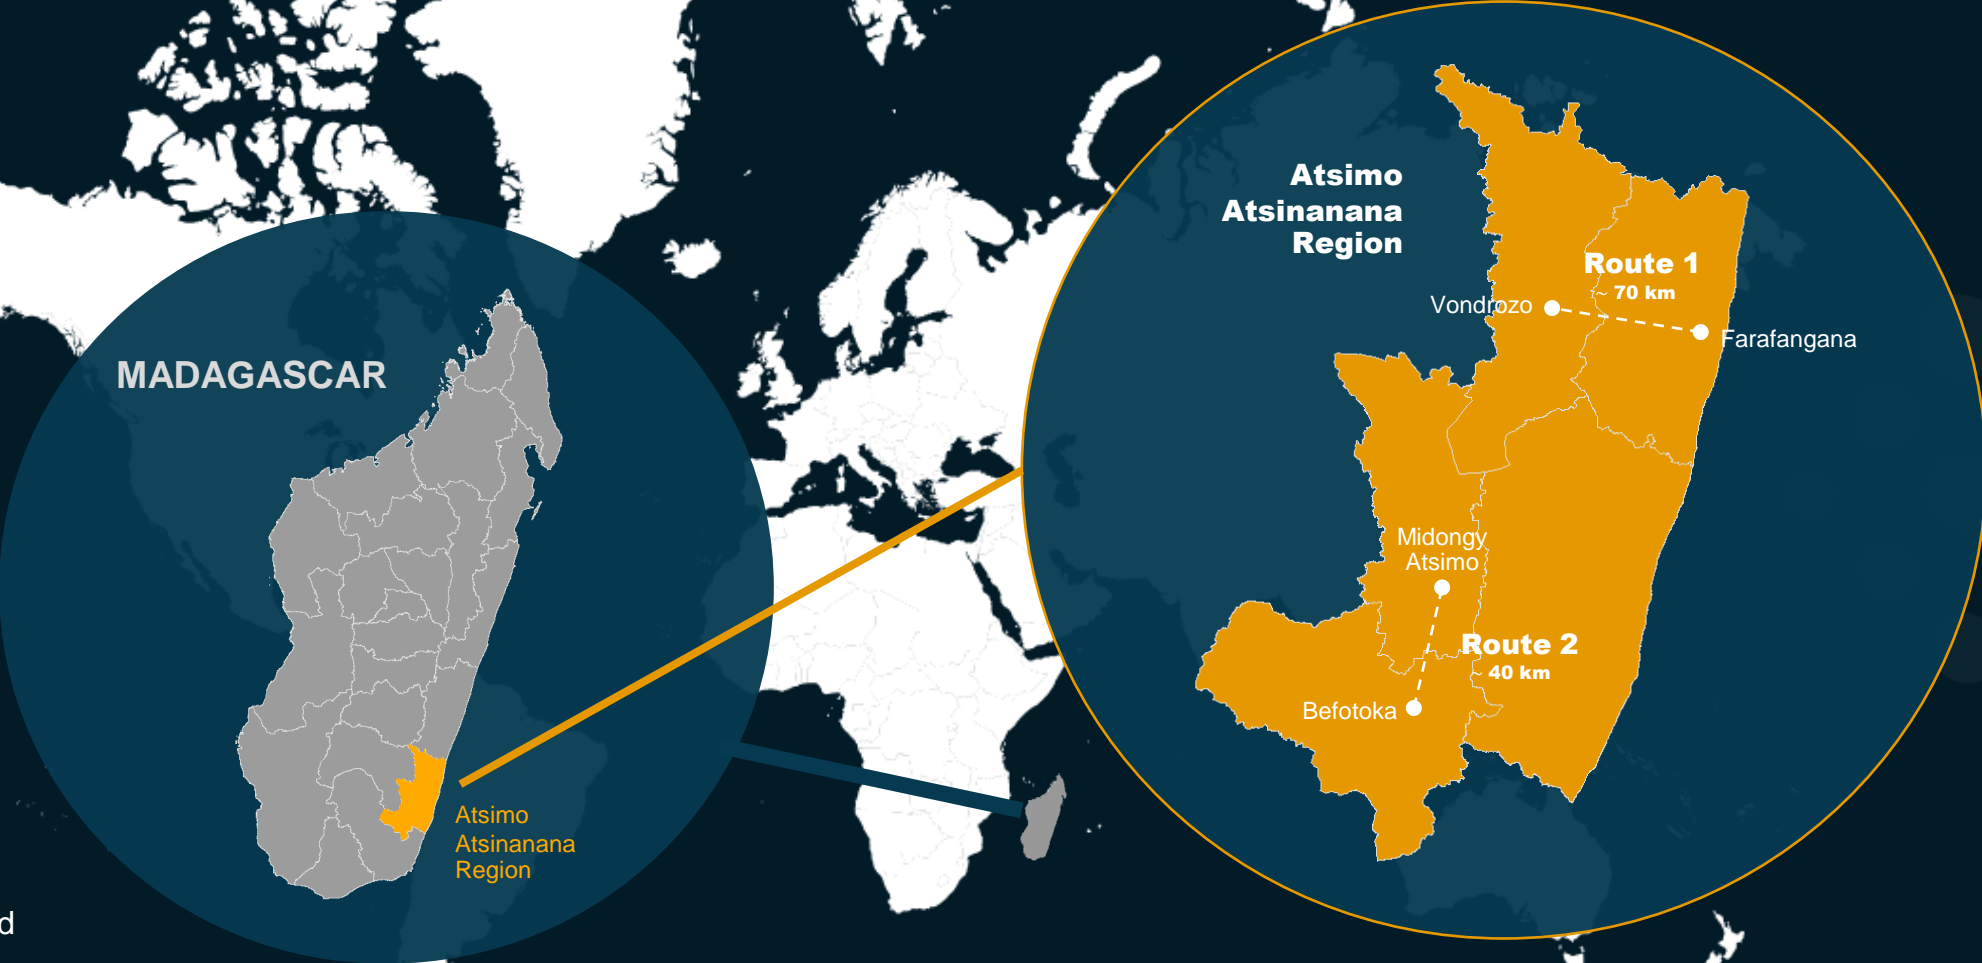 MADAGASCAR
Atsimo
Atsinanana
Region
Atsimo
Atsinanana
Region
Route 1
~ 70 km
Vondrozo
Farafangana
Midongy
Atsimo
Route 2
~ 40 km
Befotoka
d